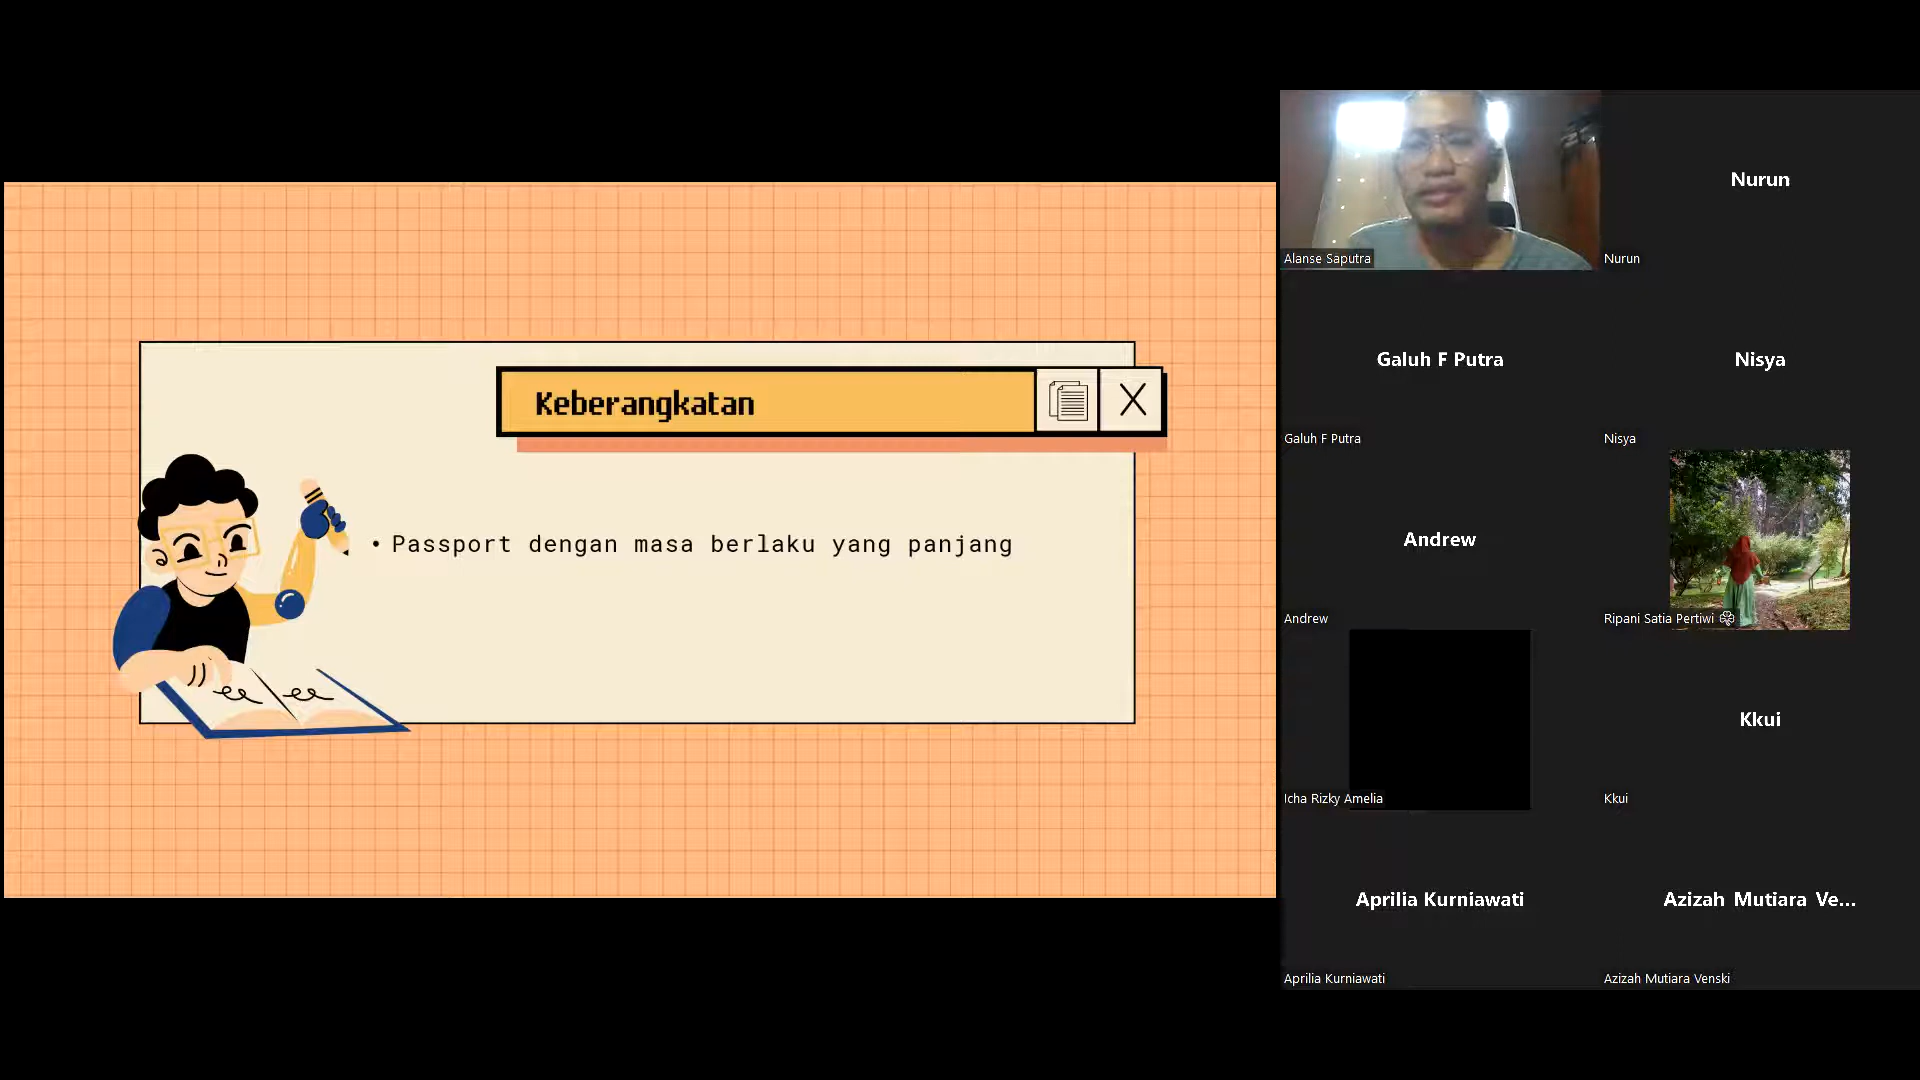 Keberangkatan
• Passport dengan masa berlaku yang panjang
Alanse Saputra
Nurun
Nurun
Galuh F Putra
Galuh F Putra
Nisya
Nisya
Andrew
Andrew
Ripani Satia Pertiwi
Icha Rizky Amelia
Kkui
Kkui
Aprilia Kurniawati
Aprilia Kurniawati
Azizah Mutiara Ve...
Azizah Mutiara Venski